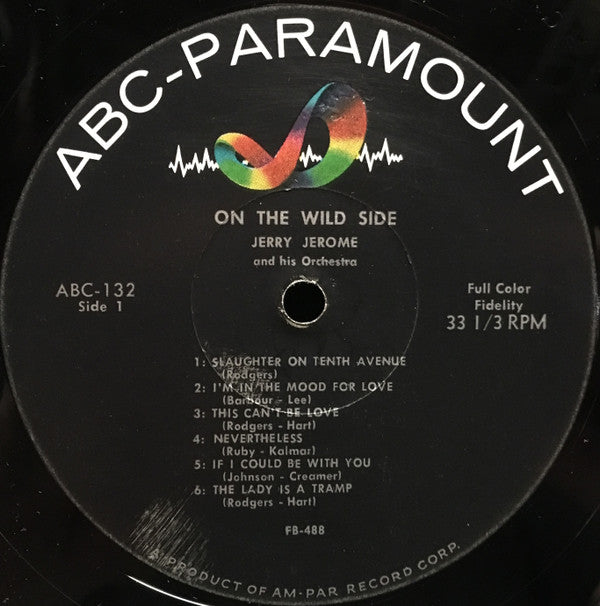 ABC-PARAMOUNT
ON THE WILD SIDE
JERRY JEROME
and his Orchestra
ABC-132
Side 1
Full Color
Fidelity
33 1/3 RPM
1: SLAUGHTER ON TENTH AVENUE
(Rodgers)
2: I'M IN THE MOOD FOR LOVE
(Barbour - Lee)
3: THIS CAN'T BE LOVE
(Rodgers - Hart)
4: NEVERTHELESS
(Ruby - Kalmar)
5: IF I COULD BE WITH YOU
(Johnson - Creamer)
6: THE LADY IS A TRAMP
(Rodgers - Hart)
FB-488
A PRODUCT OF AM-PAR RECORD CORP.